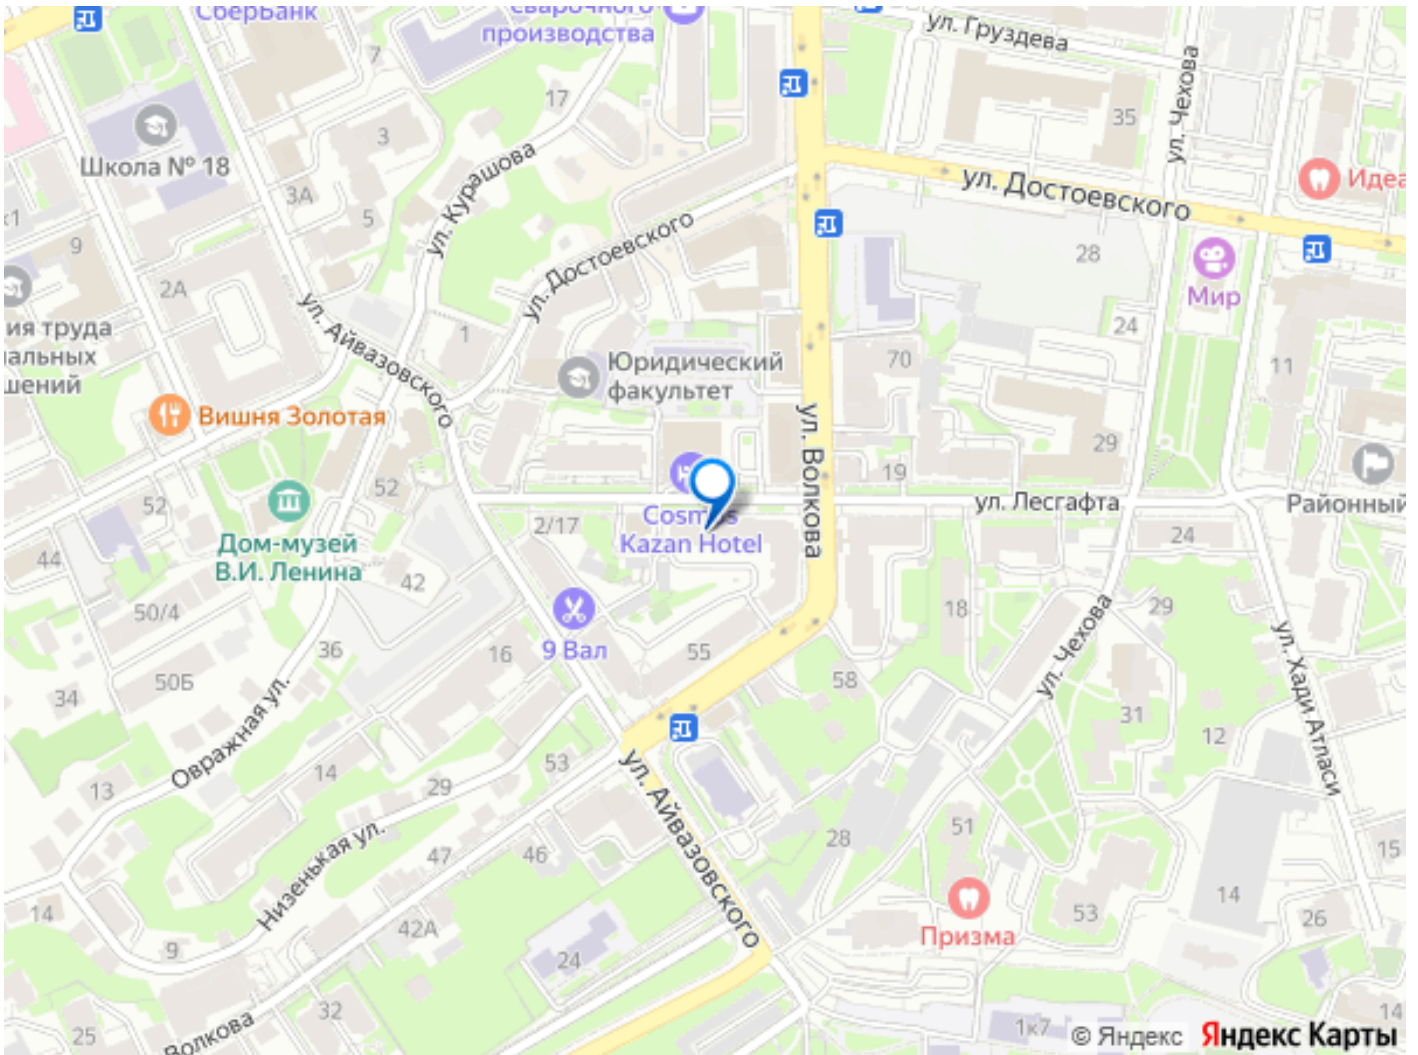 СберБанк
сварочного
производства
ул. Груздева
ул. Чехова
7
17
35
3
Школа № 18
ул. Курашова
3А
5
ул. Достоевского
Идеа
к1
9
ул. Достоевского
28
Мир
2А
ул. Айвазовского
1
24
ия труда
иальных
шений
Юридический
факультет
70
11
Вишня Золотая
ул. Волкова
29
19
52
52
ул. Лесгафта
Районный
Cosmos
Kazan Hotel
2/17
24
44
Дом-музей
В.И. Ленина
42
50/4
18
29
ул. Чехова
9 Вал
36
16
55
ул. Хади Атласи
34
50Б
58
31
12
Овражная ул.
14
53
13
29
ул. Айвазовского
28
51
15
Низенькая ул.
47
46
14
53
26
14
42А
Призма
9
24
32
25
Волкова
1к7
14
© Яндекс
Яндекс Карты